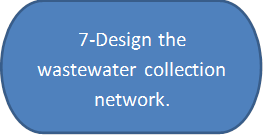 7-Design the
wastewater collection
network.